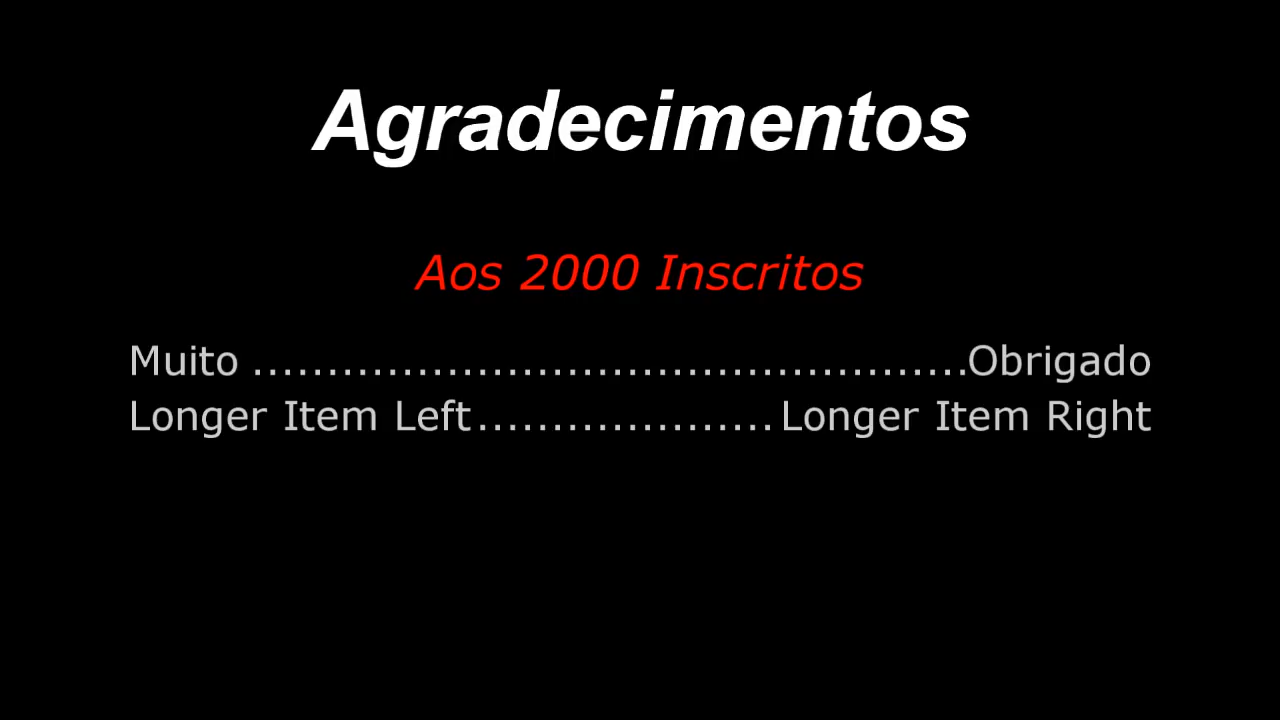 Agradecimentos
Aos 2000 Inscritos
Muito ................................................Obrigado
Longer Item Left.................... Longer Item Right